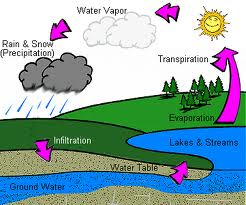 Water Vapor
Rain & Snow
(Precipitation)
Transpiration
Evaporation
Infiltration
Lakes & Streams
Water Table
Ground Water